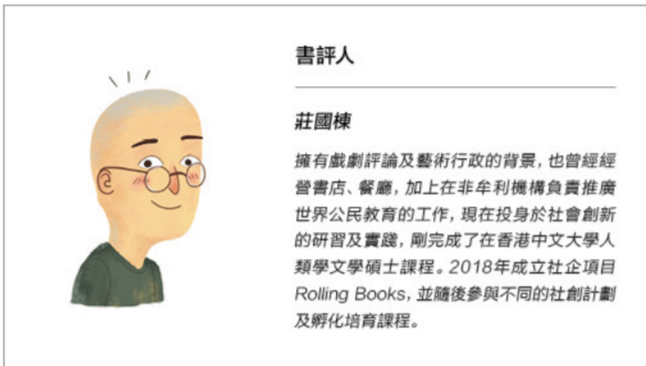 書評人
莊國棟
擁有戲劇評論及藝術行政的背景，也曾經經
營書店、餐廳，加上在非牟利機構負責推廣
世界公民教育的工作，現在投身於社會創新
的研習及實踐，剛完成了在香港中文大學人
類學文學碩士課程。2018年成立社企項目
Rolling Books，並隨後參與不同的社創計劃
及孵化培育課程。